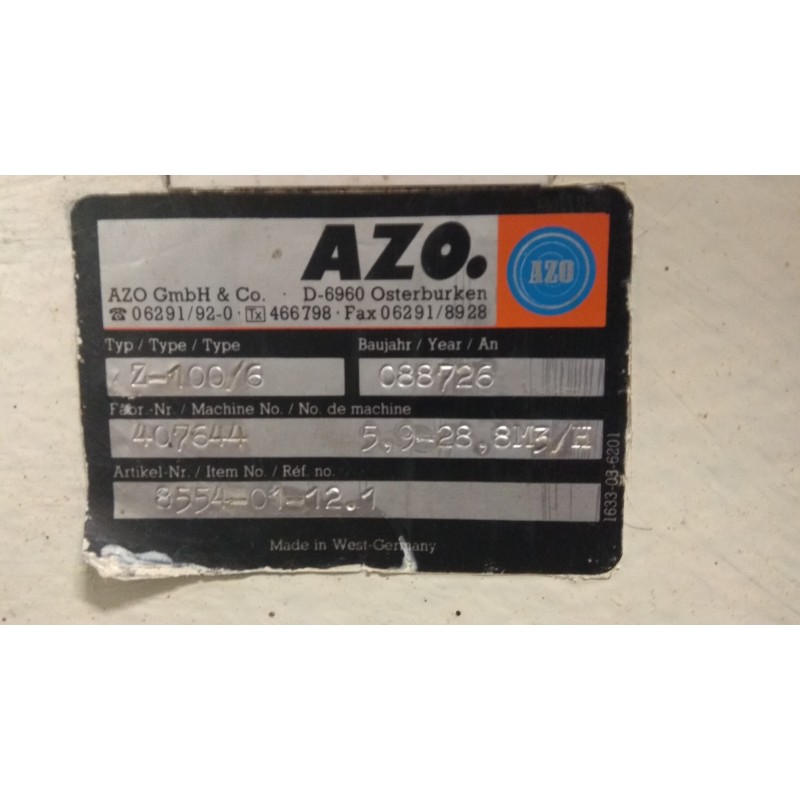 AZO.
AZO
AZO GmbH & Co. · D-6960 Osterburken
☎ 06291/92-0 · Tx 466798 · Fax 06291/8928
Typ / Type / Type Baujahr / Year / An
Z-100/6 088726
Fabr.-Nr. / Machine No. / No. de machine
407644 5,9-28,8M3/H
Artikel-Nr. / Item No. / Réf. no.
8554-01-12.1
Made in West-Germany
1633-03-6201